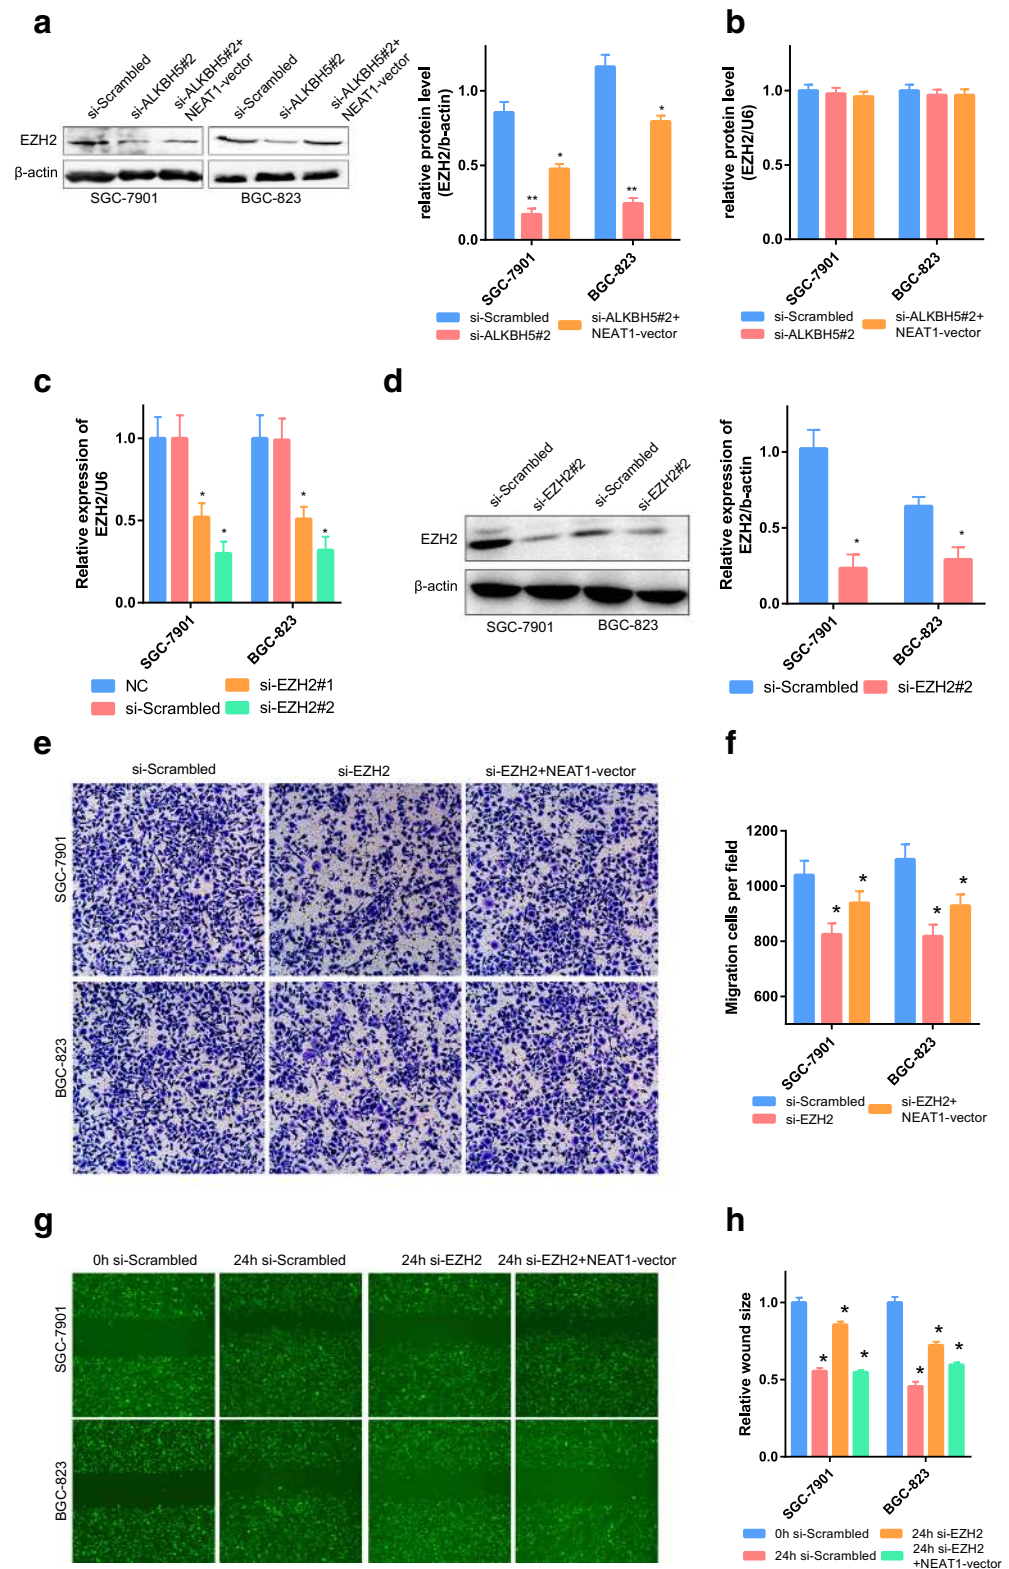 a
si-Scrambled
si-ALKBH5#2
si-ALKBH5#2+
NEAT1-vector
si-Scrambled
si-ALKBH5#2
si-ALKBH5#2+
NEAT1-vector
EZH2
β-actin
SGC-7901
BGC-823
relative protein level
(EZH2/b-actin)
1.0
0.5
0.0
**
*
**
*
SGC-7901
BGC-823
si-Scrambled
si-ALKBH5#2
si-ALKBH5#2+
NEAT1-vector
b
relative protein level
(EZH2/U6)
1.0
0.5
0.0
SGC-7901
BGC-823
si-Scrambled
si-ALKBH5#2
si-ALKBH5#2+
NEAT1-vector
c
Relative expression of
EZH2/U6
1.0
0.5
0.0
*
*
*
*
SGC-7901
BGC-823
NC
si-Scrambled
si-EZH2#1
si-EZH2#2
d
si-Scrambled
si-EZH2#2
si-Scrambled
si-EZH2#2
EZH2
β-actin
SGC-7901
BGC-823
Relative expression of
EZH2/b-actin
1.0
0.5
0.0
*
*
SGC-7901
BGC-823
si-Scrambled
si-EZH2#2
e
si-Scrambled
si-EZH2
si-EZH2+NEAT1-vector
SGC-7901
BGC-823
f
Migration cells per field
1200
1000
800
600
*
*
*
*
SGC-7901
BGC-823
si-Scrambled
si-EZH2
si-EZH2+
NEAT1-vector
g
0h si-Scrambled
24h si-Scrambled
24h si-EZH2
24h si-EZH2+NEAT1-vector
SGC-7901
BGC-823
h
Relative wound size
1.0
0.5
0.0
*
*
*
*
*
*
SGC-7901
BGC-823
0h si-Scrambled
24h si-Scrambled
24h si-EZH2
24h si-EZH2
+NEAT1-vector